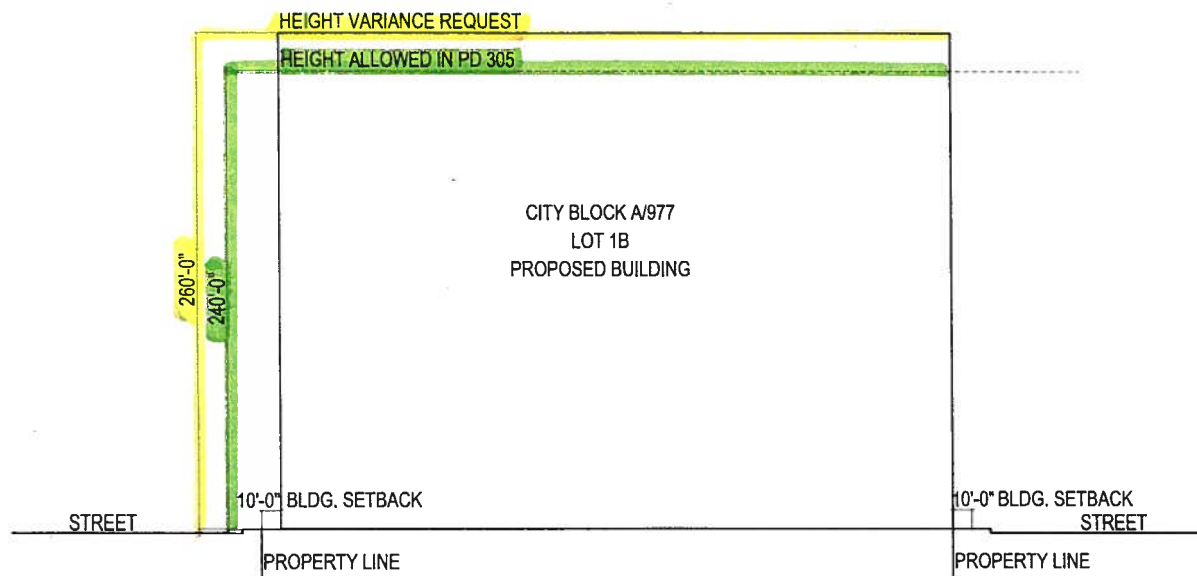 HEIGHT VARIANCE REQUEST
HEIGHT ALLOWED IN PD 305
CITY BLOCK A/977
LOT 1B
PROPOSED BUILDING
260'-0"
240'-0"
10'-0" BLDG. SETBACK
10'-0" BLDG. SETBACK
STREET
STREET
PROPERTY LINE
PROPERTY LINE